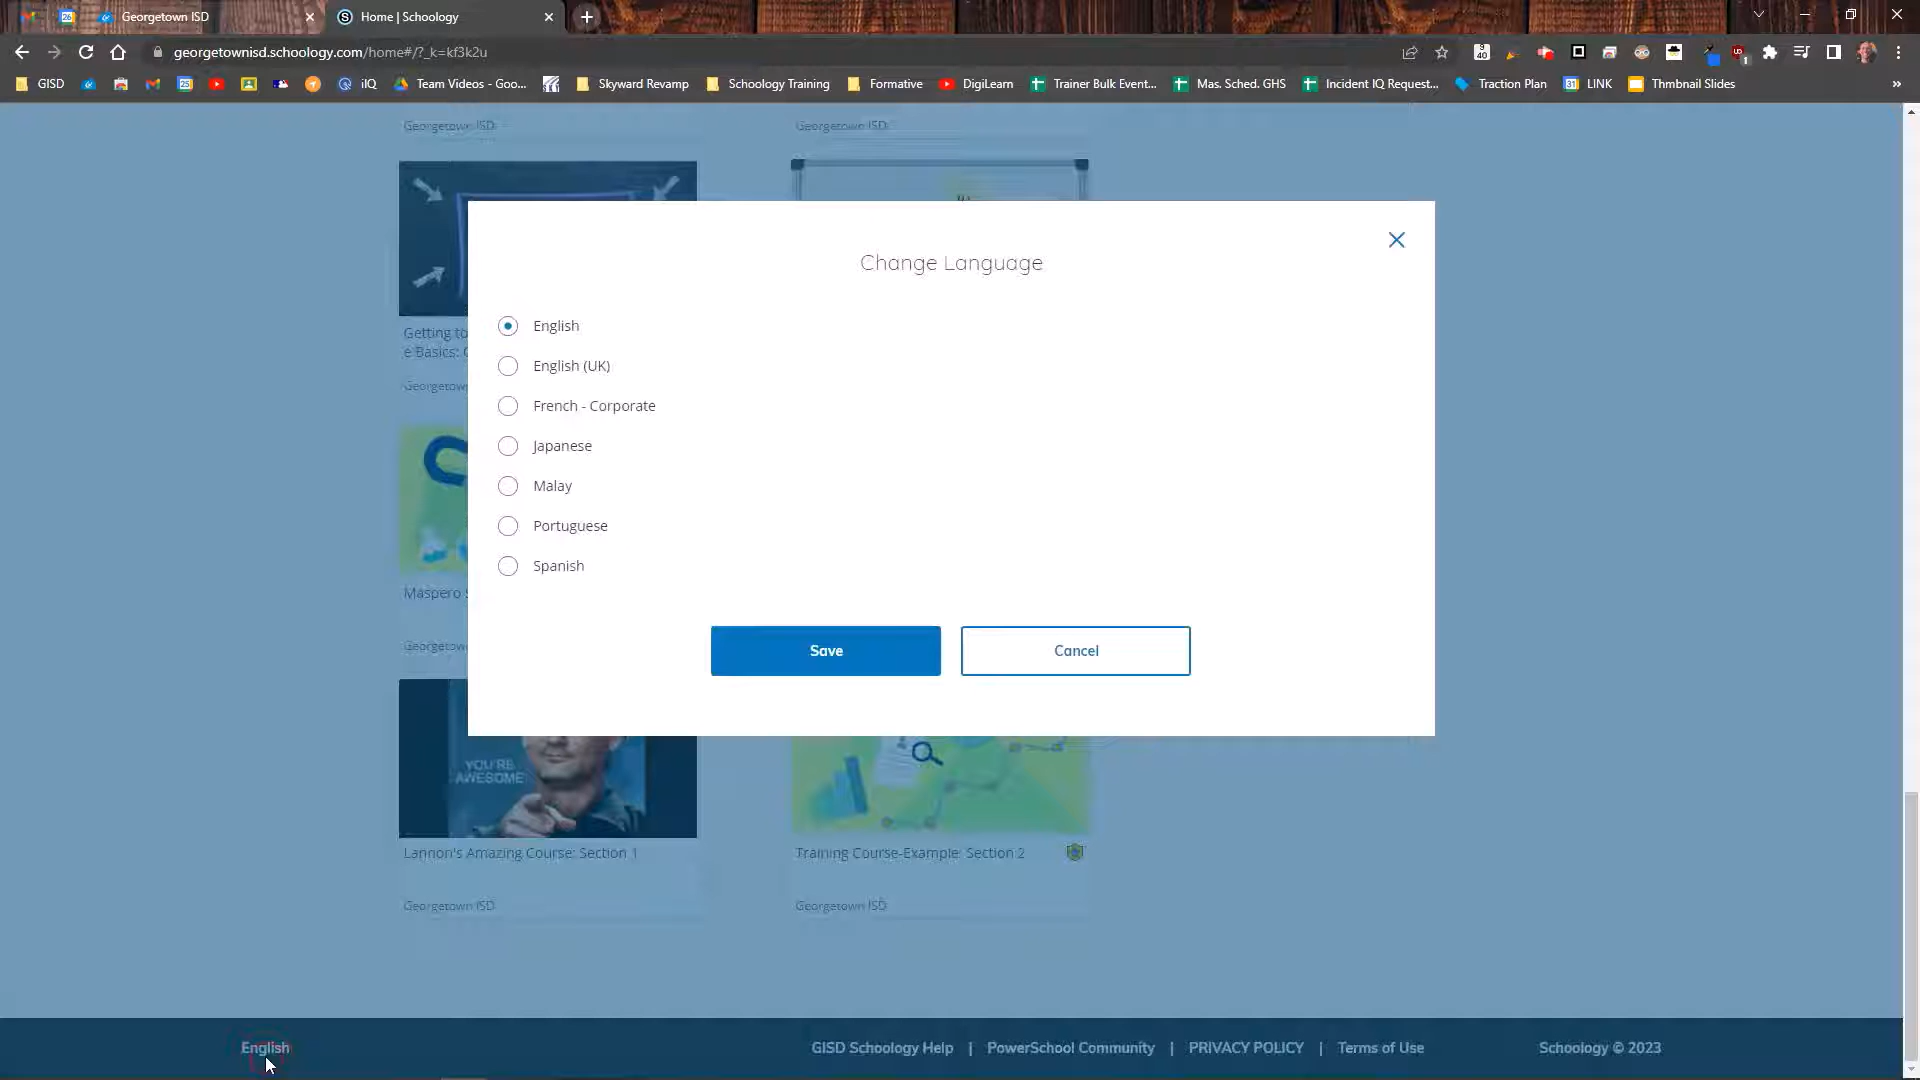 Georgetown ISD
Home | Schoology
georgetownisd.schoology.com/home#/?_k=kf3k2u
GISD
iIQ
Team Videos - Goo...
Skyward Revamp
Schoology Training
Formative
DigiLearn
Trainer Bulk Event...
Mas. Sched. GHS
Incident IQ Request...
Traction Plan
LINK
Thmbnail Slides
Georgetown ISD
Georgetown ISD
Change Language
English
English (UK)
French - Corporate
Japanese
Malay
Portuguese
Spanish
Save
Cancel
Getting to
e Basics:
Georgetow
Maspero
Georgetow
YOU'RE
AWESOME
Lannon's Amazing Course: Section 1
Training Course-Example: Section 2
Georgetown ISD
Georgetown ISD
English
GISD Schoology Help | PowerSchool Community | PRIVACY POLICY | Terms of Use
Schoology © 2023